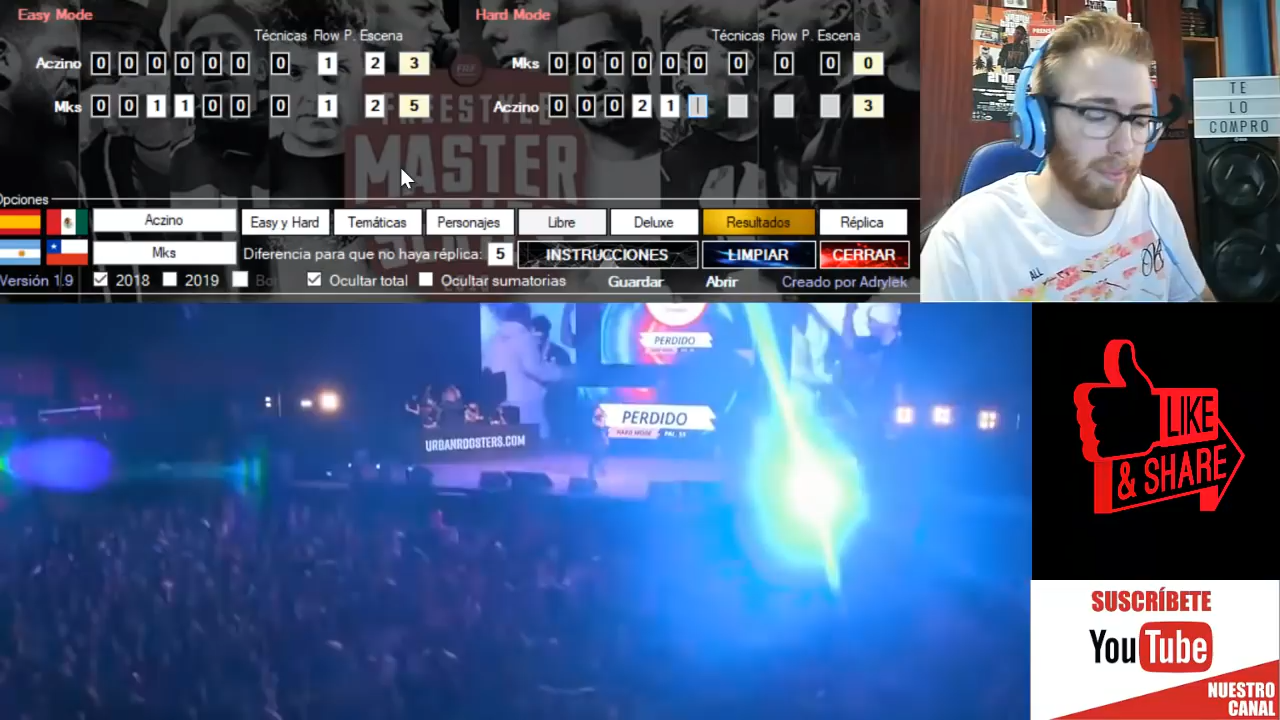 Easy Mode
Técnicas Flow P. Escena
Aczino 0 0 0 0 0 0 0 1 2 3
Mks 0 0 1 1 0 0 0 1 2 5
Hard Mode
Técnicas Flow P. Escena
Mks 0 0 0 0 0 0 0 0 0 0
Aczino 0 0 0 2 1 3
FREESTYLE
MASTER
Opciones
Aczino Easy y Hard Temáticas Personajes Libre Deluxe Resultados Réplica
Mks Diferencia para que no haya réplica: 5 INSTRUCCIONES LIMPIAR CERRAR
Versión 1.9 2018 2019 Ocultar total Ocultar sumatorias Guardar Abrir Creado por Adrylek
TE
LO
COMPRO
ALL
PERDIDO
PERDIDO
HARD MODE
URBANROOSTERS.COM
LIKE
& SHARE
SUSCRÍBETE
YouTube
NUESTRO
CANAL